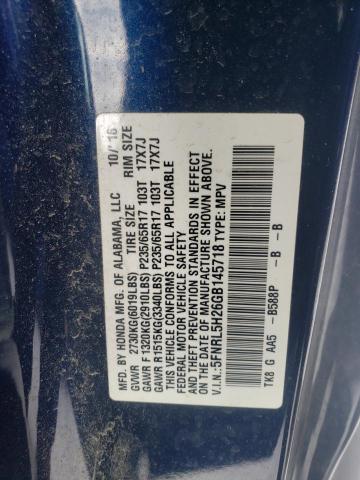 MFD. BY HONDA MFG. OF ALABAMA, LLC 10/16
GVWR 2730KG(6019LBS) TIRE SIZE RIM SIZE
GAWR F 1320KG(2910LBS) P235/65R17 103T 17X7J
GAWR R 1515KG(3340LBS) P235/65R17 103T 17X7J
THIS VEHICLE CONFORMS TO ALL APPLICABLE
FEDERAL MOTOR VEHICLE SAFETY
AND THEFT PREVENTION STANDARDS IN EFFECT
ON THE DATE OF MANUFACTURE SHOWN ABOVE.
V.I.N.:5FNRL5H26GB145718 TYPE: MPV
TK8 G AA5 -B588P -B -B